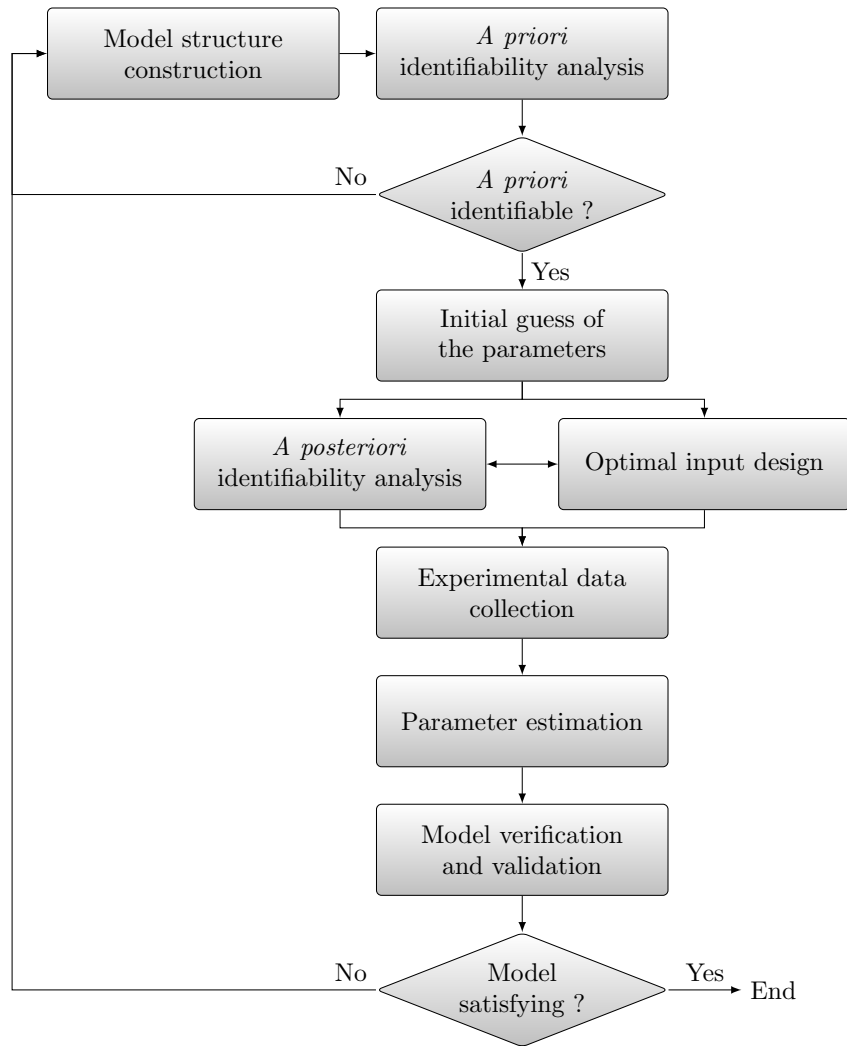 Model structure
construction
A priori
identifiability analysis
No
A priori
identifiable ?
Yes
Initial guess of
the parameters
A posteriori
identifiability analysis
Optimal input design
Experimental data
collection
Parameter estimation
Model verification
and validation
No
Model
satisfying ?
Yes
End